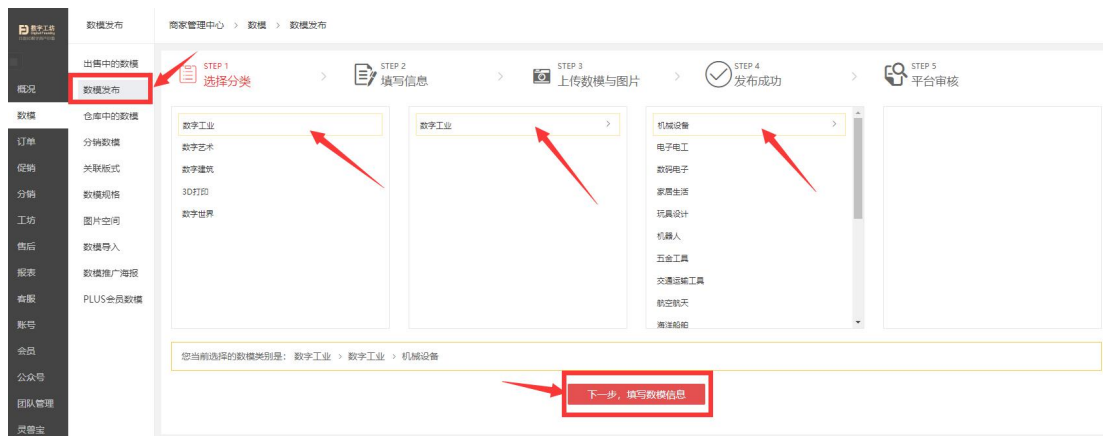 数字工坊
数模发布
商家管理中心 > 数模 > 数模发布
概况
数模
订单
促销
分销
工坊
售后
报表
客服
账号
会员
公众号
团队管理
灵兽宝
出售中的数模
数模发布
仓库中的数模
分销数模
关联版式
数模规格
图片空间
数模导入
数模推广海报
PLUS会员数模
STEP 1
选择分类
STEP 2
填写信息
STEP 3
上传数模与图片
STEP 4
发布成功
STEP 5
平台审核
数字工业
数字艺术
数字建筑
3D打印
数字世界
数字工业
机械设备
电子电工
数码电子
家居生活
玩具设计
机器人
五金工具
交通运输工具
航空航天
海洋船舶
您当前选择的数模类别是： 数字工业 > 数字工业 > 机械设备
下一步，填写数模信息